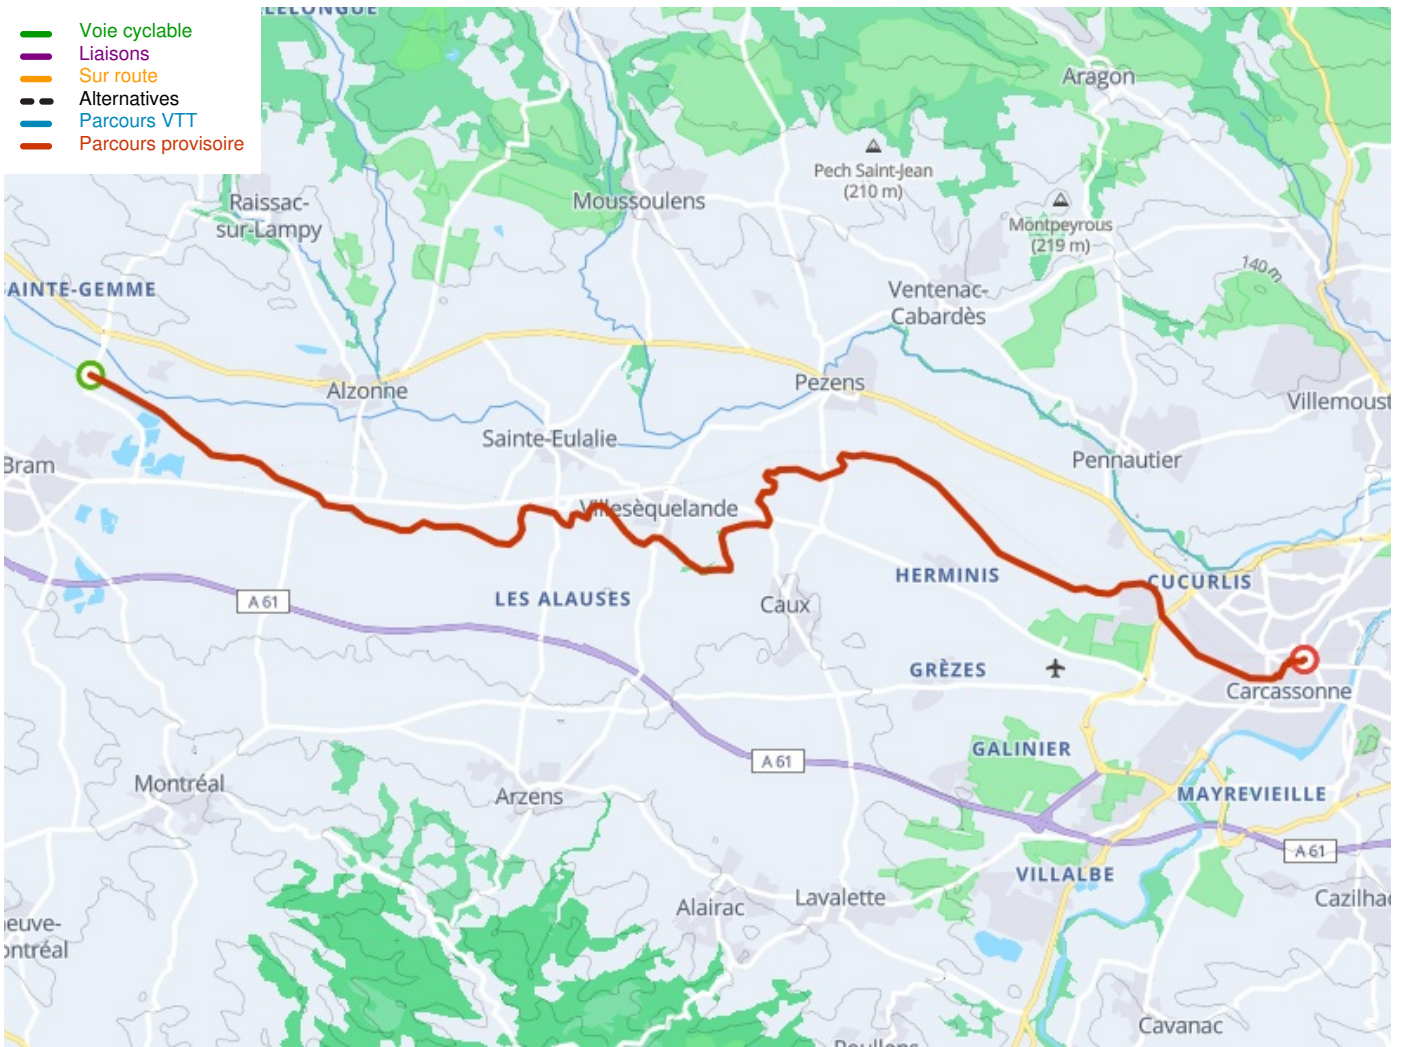 Voie cyclable
Liaisons
Sur route
Alternatives
Parcours VTT
Parcours provisoire
Aragon
Pech Saint-Jean
(210 m)
Raissac-
sur-Lampy
Moussoulens
Montpeyrous
(219 m)
140 m
AINTE-GEMME
Ventenac-
Cabardès
Alzonne
Pezens
Villemoust
Sainte-Eulalie
Bram
Pennautier
Villesèquelande
HERMINIS
CUCURLIS
A 61
LES ALAUSES
Caux
GRÈZES
Carcassonne
GALINIER
A 61
Montréal
Arzens
MAYREVIEILLE
A 61
VILLALBE
Lavalette
Cazilhac
Alairac
neuve-
ontréal
Cavanac